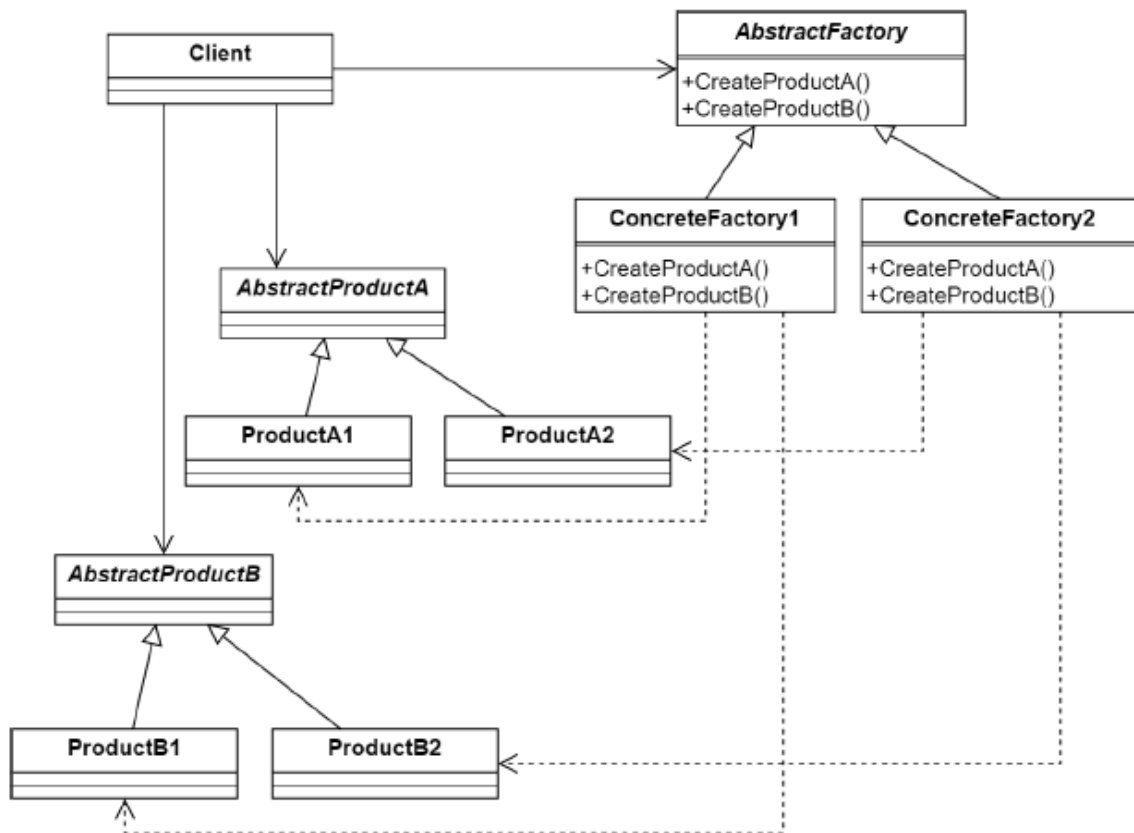 Client
AbstractFactory
+CreateProductA()
+CreateProductB()
ConcreteFactory1
+CreateProductA()
+CreateProductB()
ConcreteFactory2
+CreateProductA()
+CreateProductB()
AbstractProductA
ProductA1
ProductA2
AbstractProductB
ProductB1
ProductB2